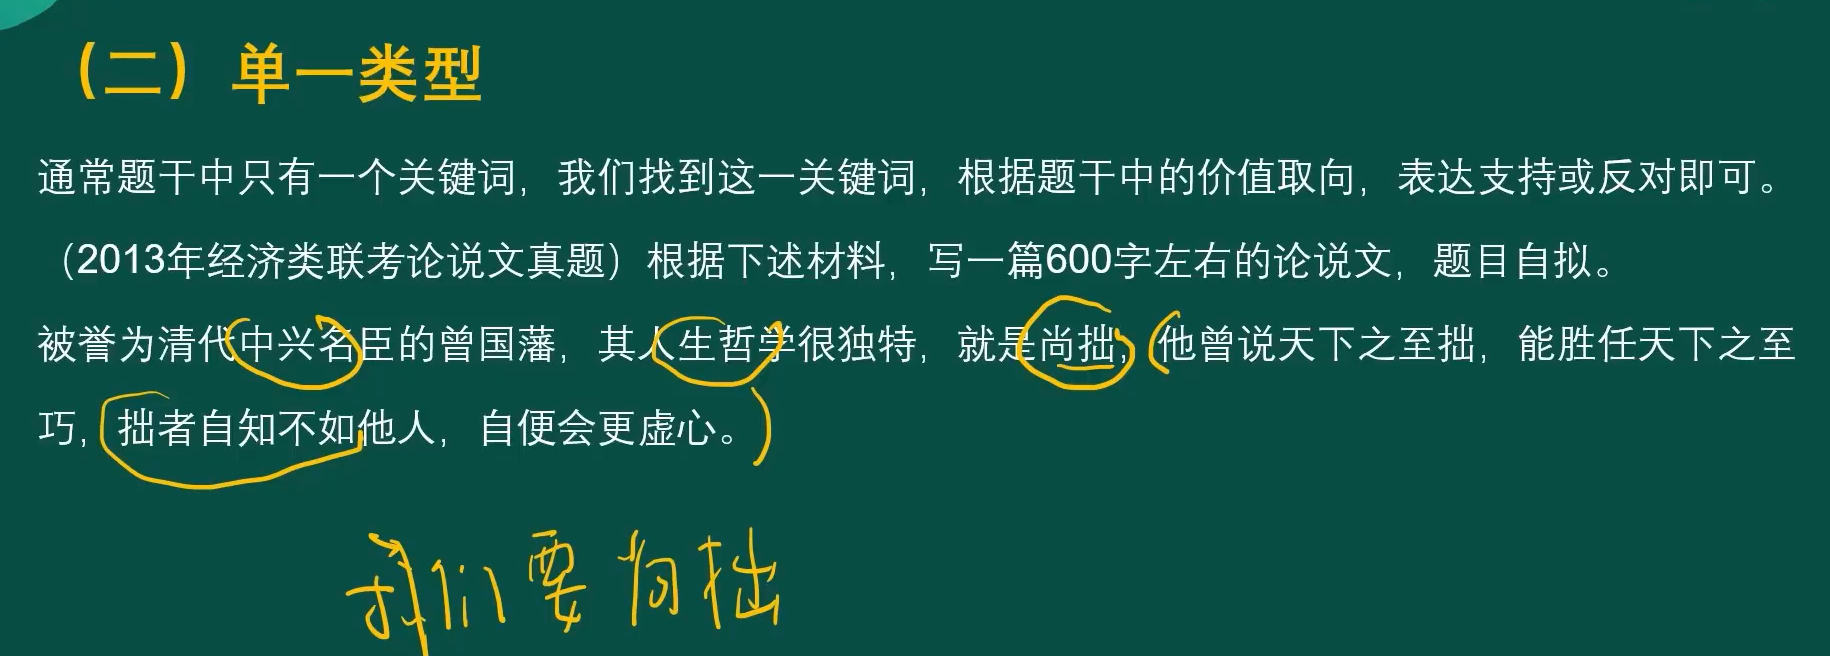 （二）单一类型
通常题干中只有一个关键词，我们找到这一关键词，根据题干中的价值取向，表达支持或反对即可。
（2013年经济类联考论说文真题）根据下述材料，写一篇600字左右的论说文，题目自拟。
被誉为清代中兴名臣的曾国藩，其人生哲学很独特，就是尚拙，他曾说天下之至拙，能胜任天下之至
巧，拙者自知不如他人，自便会更虚心。
我们要尚拙